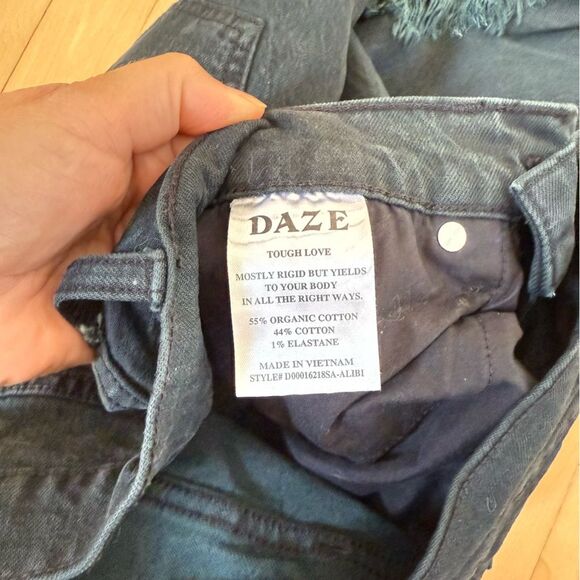 DAZE
TOUGH LOVE
MOSTLY RIGID BUT YIELDS
TO YOUR BODY
IN ALL THE RIGHT WAYS.
55% ORGANIC COTTON
44% COTTON
1% ELASTANE
MADE IN VIETNAM
STYLE# D00016218SA-ALIB1